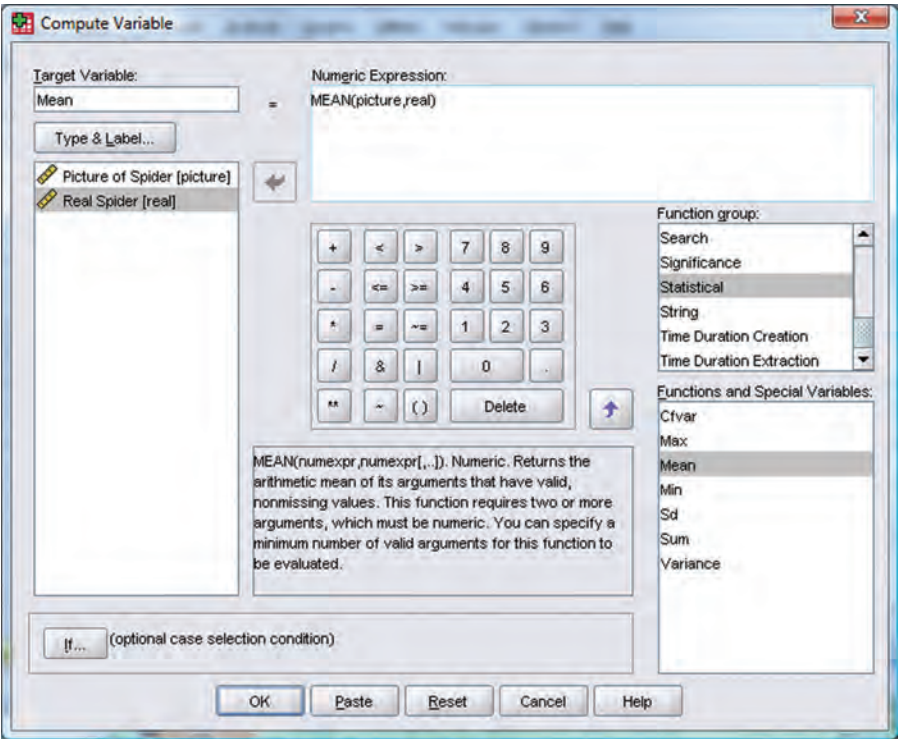 Compute Variable
Target Variable:
Mean
Type & Label...
=
Numeric Expression:
MEAN(picture,real)
Picture of Spider [picture]
Real Spider [real]
+ < > 7 8 9
- <= >= 4 5 6
* = ~= 1 2 3
/ & | 0 .
** ~ ( ) Delete
Function group:
Search
Significance
Statistical
String
Time Duration Creation
Time Duration Extraction
Functions and Special Variables:
Cfvar
Max
Mean
Min
Sd
Sum
Variance
MEAN(numexpr,numexpr[,..]). Numeric. Returns the
arithmetic mean of its arguments that have valid,
nonmissing values. This function requires two or more
arguments, which must be numeric. You can specify a
minimum number of valid arguments for this function to
be evaluated.
If... (optional case selection condition)
OK Paste Reset Cancel Help